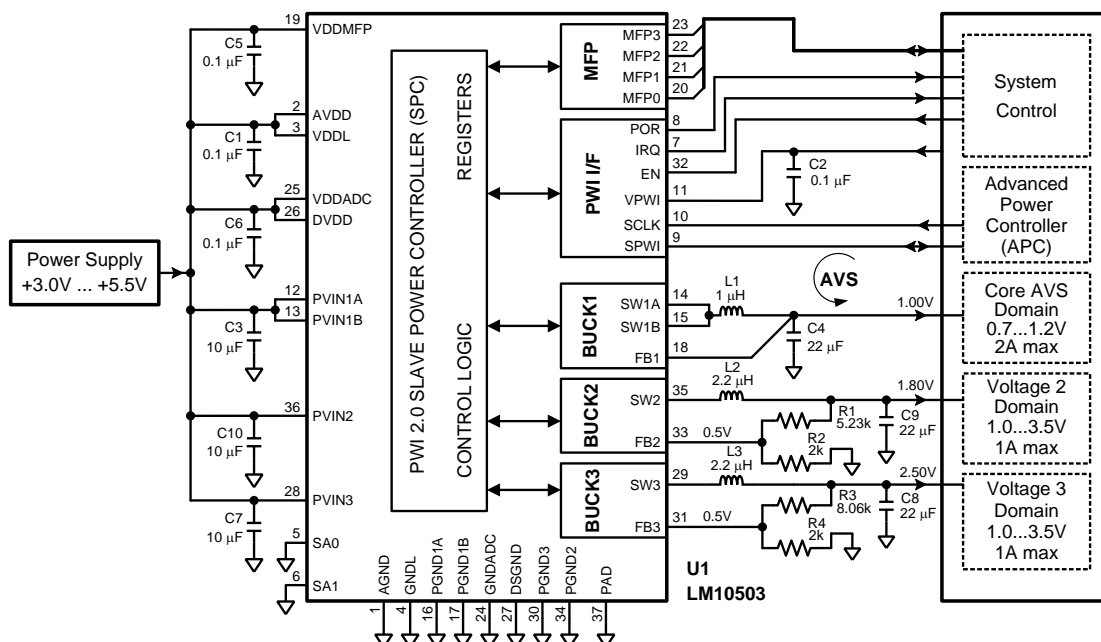 19
VDDMFP
C5
0.1 µF
2
AVDD
3
VDDL
C1
0.1 µF
25
VDDADC
26
DVDD
C6
0.1 µF
Power Supply
+3.0V ... +5.5V
12
PVIN1A
13
PVIN1B
C3
10 µF
36
PVIN2
C10
10 µF
28
PVIN3
C7
10 µF
5
SA0
6
SA1
PWI 2.0 SLAVE POWER CONTROLLER (SPC)
REGISTERS
CONTROL LOGIC
MFP
MFP3
23
MFP2
22
MFP1
21
MFP0
20
PWI I/F
POR
8
IRQ
7
EN
32
VPWI
11
SCLK
10
SPWI
9
C2
0.1 µF
BUCK1
SW1A
14
SW1B
15
FB1
18
L1
1 µH
AVS
C4
22 µF
1.00V
BUCK2
SW2
35
FB2
33
0.5V
L2
2.2 µH
R1
5.23k
R2
2k
C9
22 µF
1.80V
BUCK3
SW3
29
FB3
31
0.5V
L3
2.2 µH
R3
8.06k
R4
2k
C8
22 µF
2.50V
System
Control
Advanced
Power
Controller
(APC)
Core AVS
Domain
0.7...1.2V
2A max
Voltage 2
Domain
1.0...3.5V
1A max
Voltage 3
Domain
1.0...3.5V
1A max
AGND
GNDL
PGND1A
PGND1B
GNDADC
DSGND
PGND3
PGND2
PAD
1
4
16
17
24
27
30
34
37
U1
LM10503